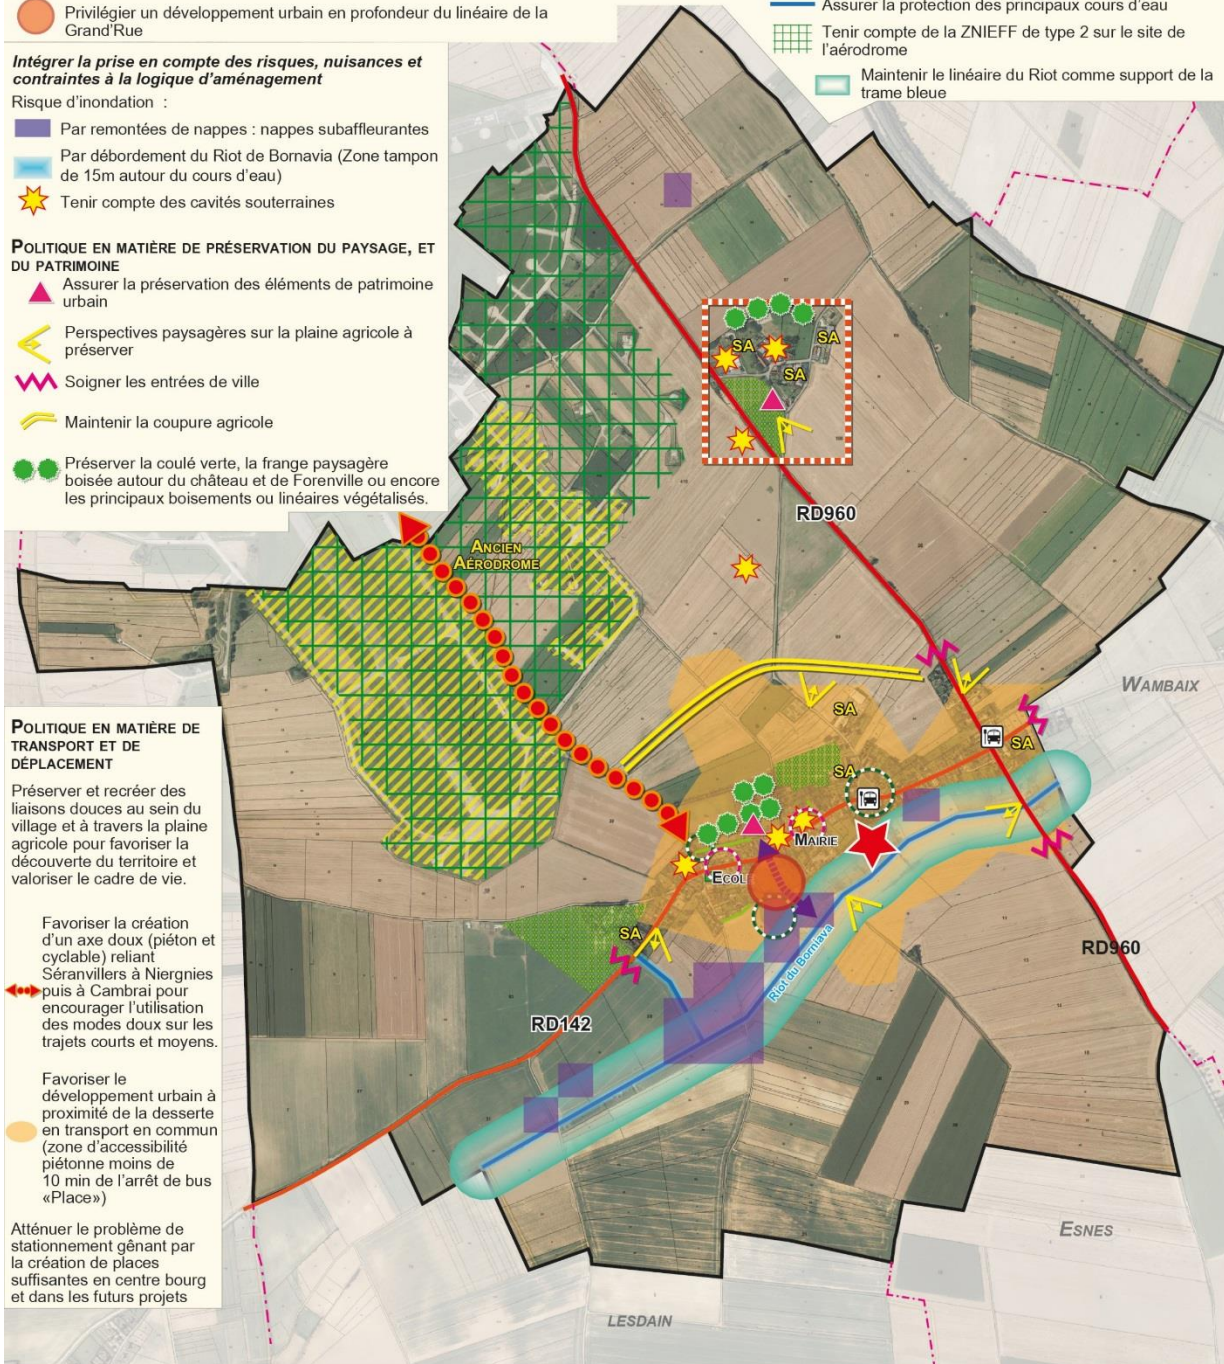 Privilégier un développement urbain en profondeur du linéaire de la
Grand'Rue
Intégrer la prise en compte des risques, nuisances et
contraintes à la logique d'aménagement
Risque d'inondation :
Par remontées de nappes : nappes subaffleurantes
Par débordement du Riot de Bornavia (Zone tampon
de 15m autour du cours d'eau)
Tenir compte des cavités souterraines
POLITIQUE EN MATIÈRE DE PRÉSERVATION DU PAYSAGE, ET
DU PATRIMOINE
Assurer la préservation des éléments de patrimoine
urbain
Perspectives paysagères sur la plaine agricole à
préserver
Soigner les entrées de ville
Maintenir la coupure agricole
Préserver la coulé verte, la frange paysagère
boisée autour du château et de Forenville ou encore
les principaux boisements ou linéaires végétalisés.
Assurer la protection des principaux cours d'eau
Tenir compte de la ZNIEFF de type 2 sur le site de
l'aérodrome
Maintenir le linéaire du Riot comme support de la
trame bleue
SA
SA
SA
RD960
ANCIEN
AÉRODROME
WAMBAIX
SA
SA
SA
MAIRIE
ECOL
SA
Riot du Borniava
RD960
RD142
ESNES
LESDAIN
POLITIQUE EN MATIÈRE DE
TRANSPORT ET DE
DÉPLACEMENT
Préserver et recréer des
liaisons douces au sein du
village et à travers la plaine
agricole pour favoriser la
découverte du territoire et
valoriser le cadre de vie.
Favoriser la création
d'un axe doux (piéton et
cyclable) reliant
Séranvillers à Niergnies
puis à Cambrai pour
encourager l'utilisation
des modes doux sur les
trajets courts et moyens.
Favoriser le
développement urbain à
proximité de la desserte
en transport en commun
(zone d'accessibilité
piétonne moins de
10 min de l'arrêt de bus
«Place»)
Atténuer le problème de
stationnement gênant par
la création de places
suffisantes en centre bourg
et dans les futurs projets